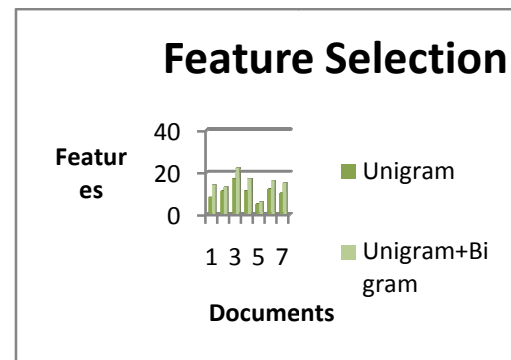 Feature Selection
40
20
0
Featur
es
1 3 5 7
Documents
Unigram
Unigram+Bi
gram